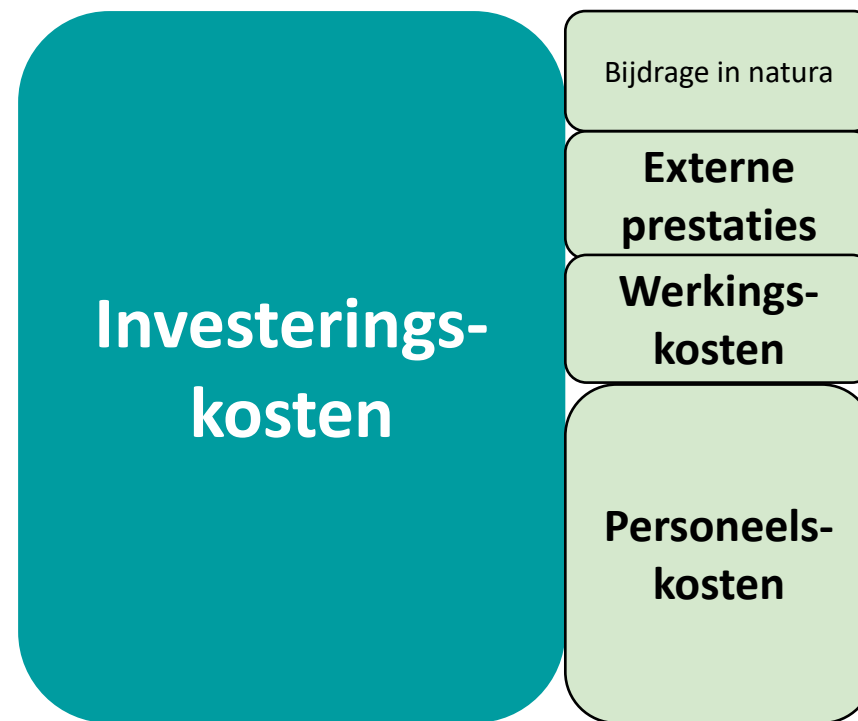 Investerings-
kosten
Bijdrage in natura
Externe
prestaties
Werkings-
kosten
Personeels-
kosten